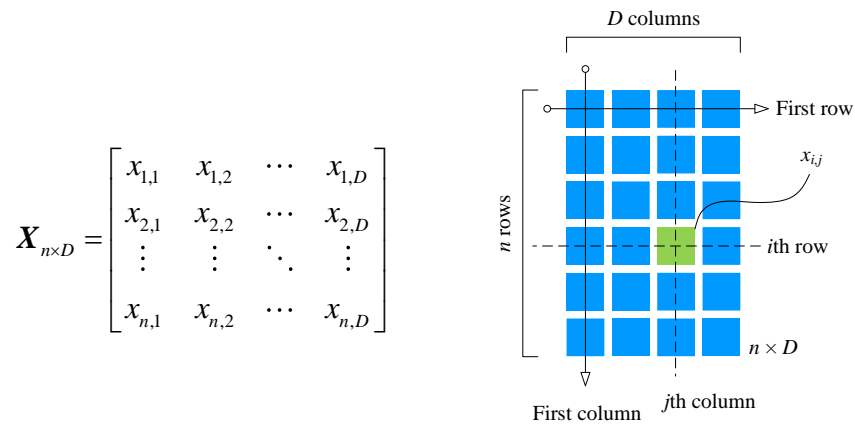 D columns
First row
x_{i,j}
n rows
X_{n×D} = [
x_{1,1} x_{1,2} ⋯ x_{1,D}
x_{2,1} x_{2,2} ⋯ x_{2,D}
⋮ ⋮ ⋱ ⋮
x_{n,1} x_{n,2} ⋯ x_{n,D}
]
ith row
n × D
First column
jth column